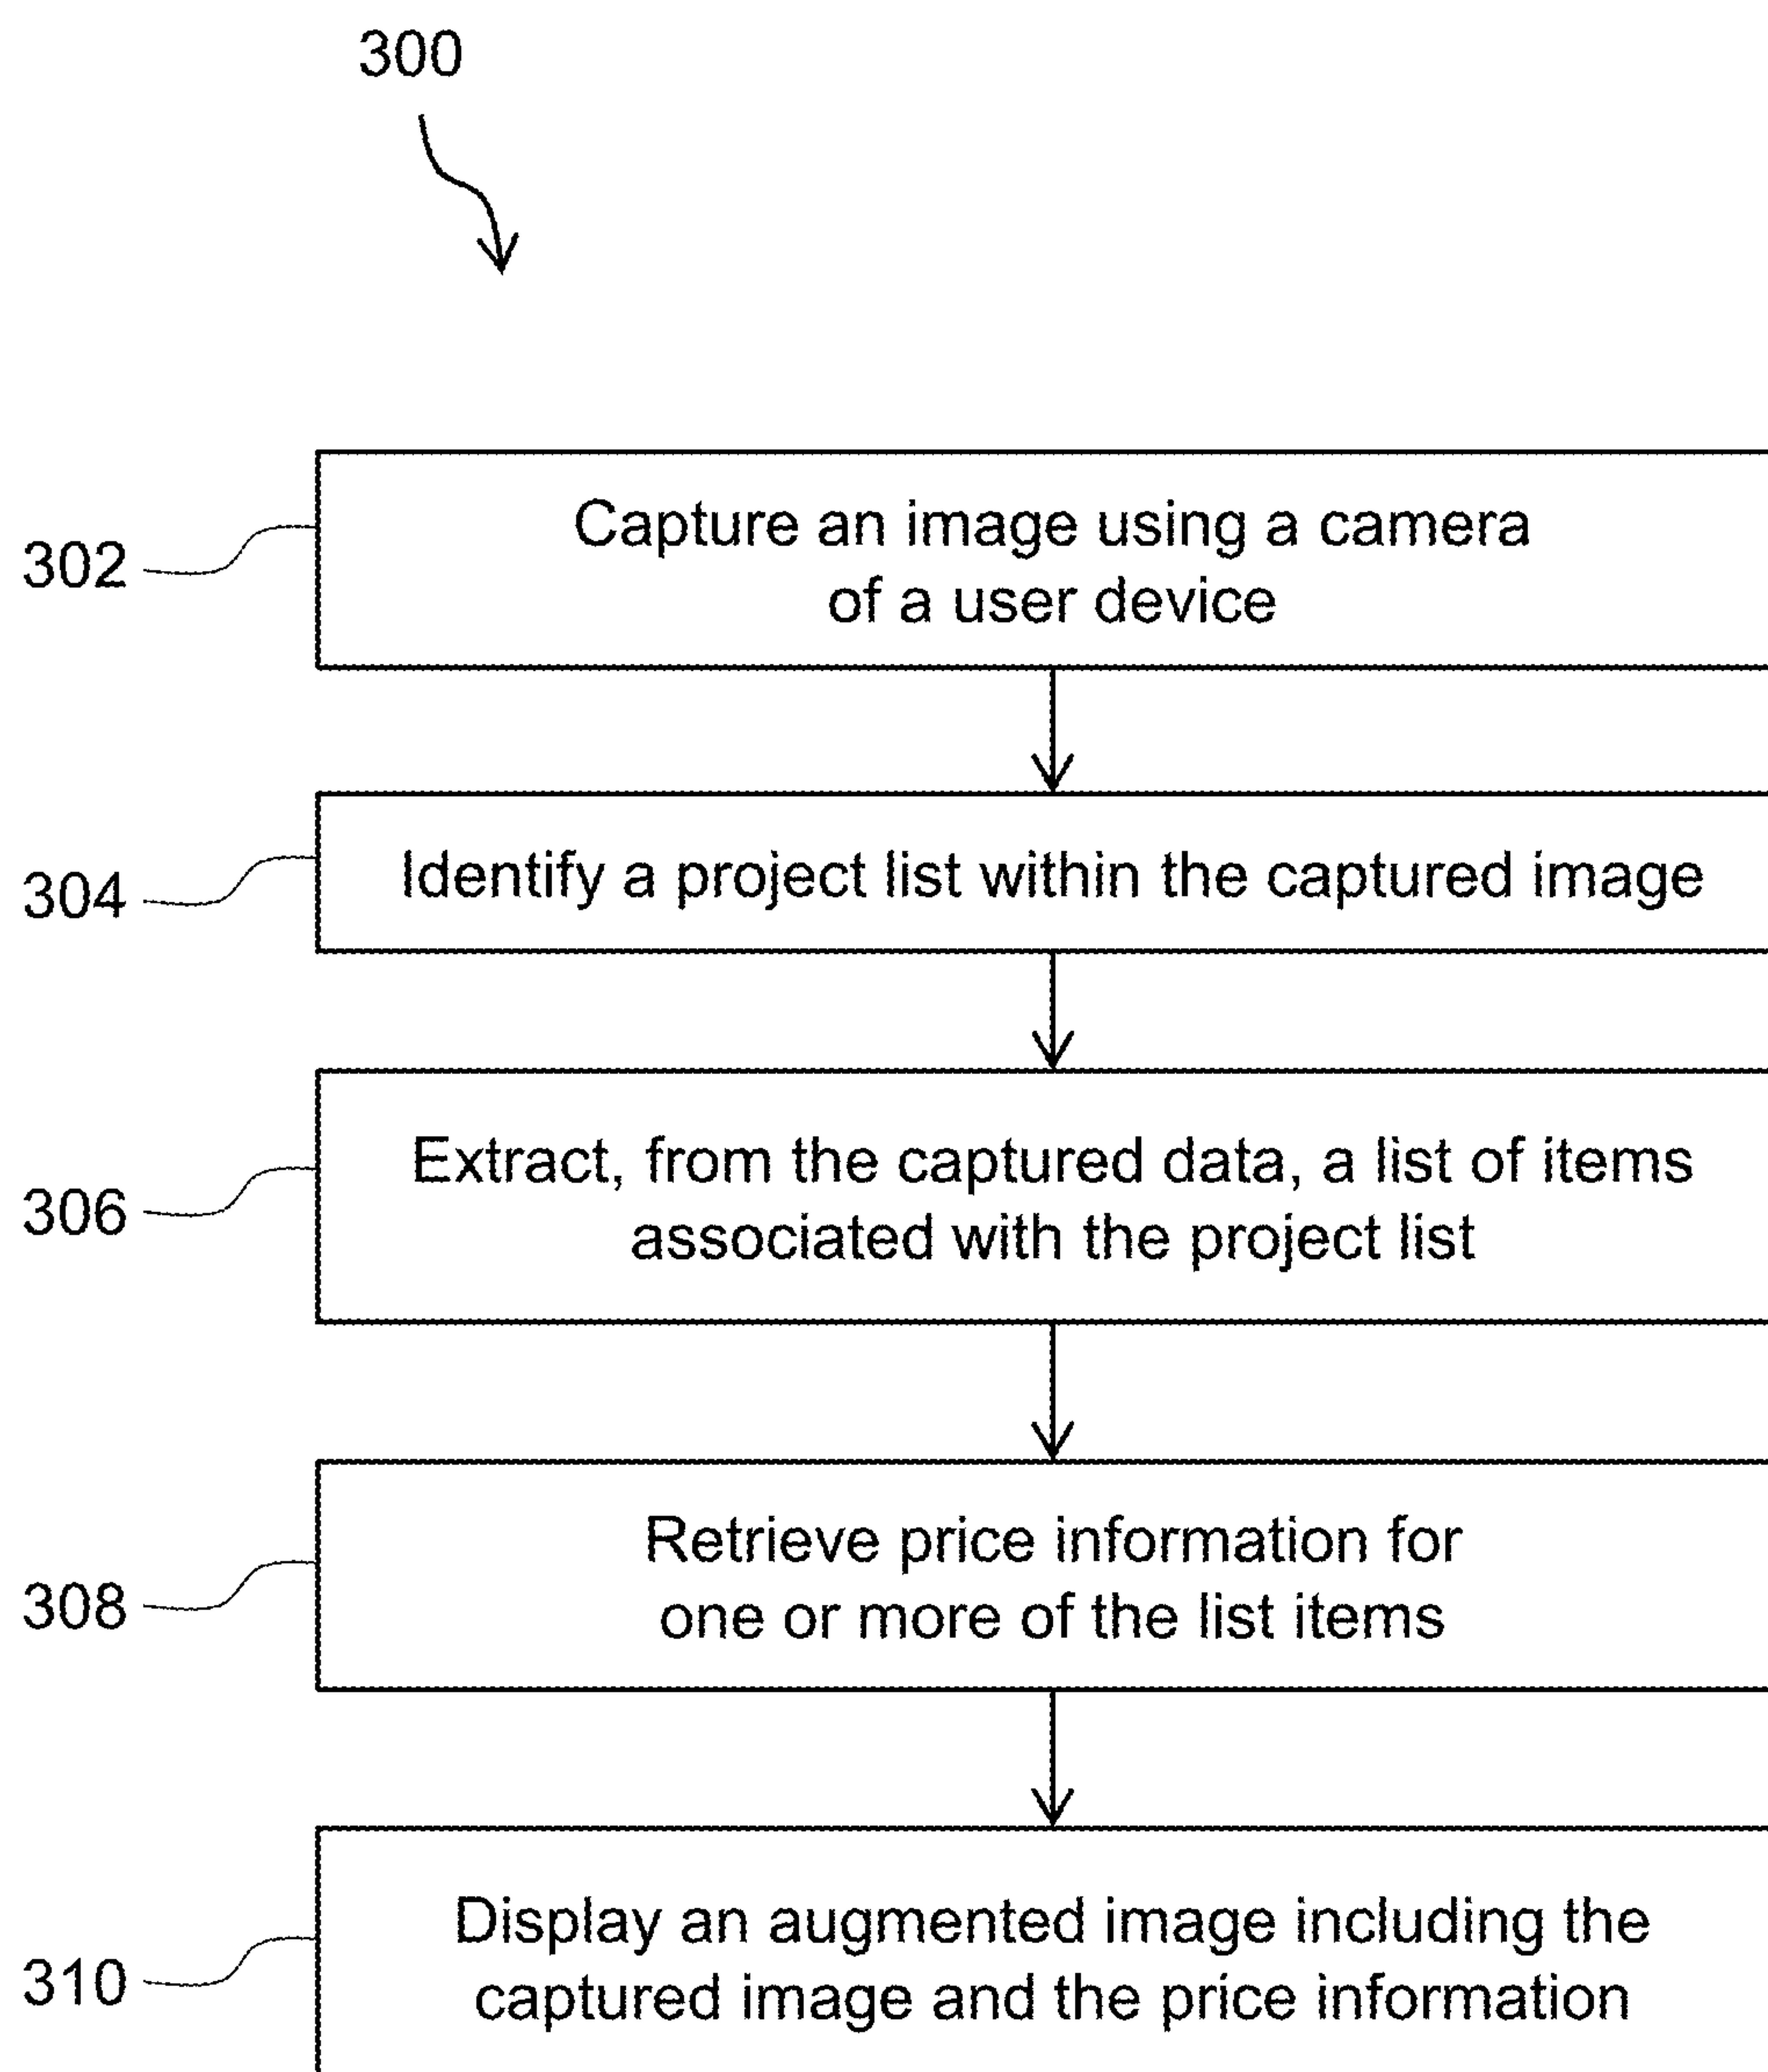 300
302
Capture an image using a camera
of a user device
304
Identify a project list within the captured image
306
Extract, from the captured data, a list of items
associated with the project list
308
Retrieve price information for
one or more of the list items
310
Display an augmented image including the
captured image and the price information